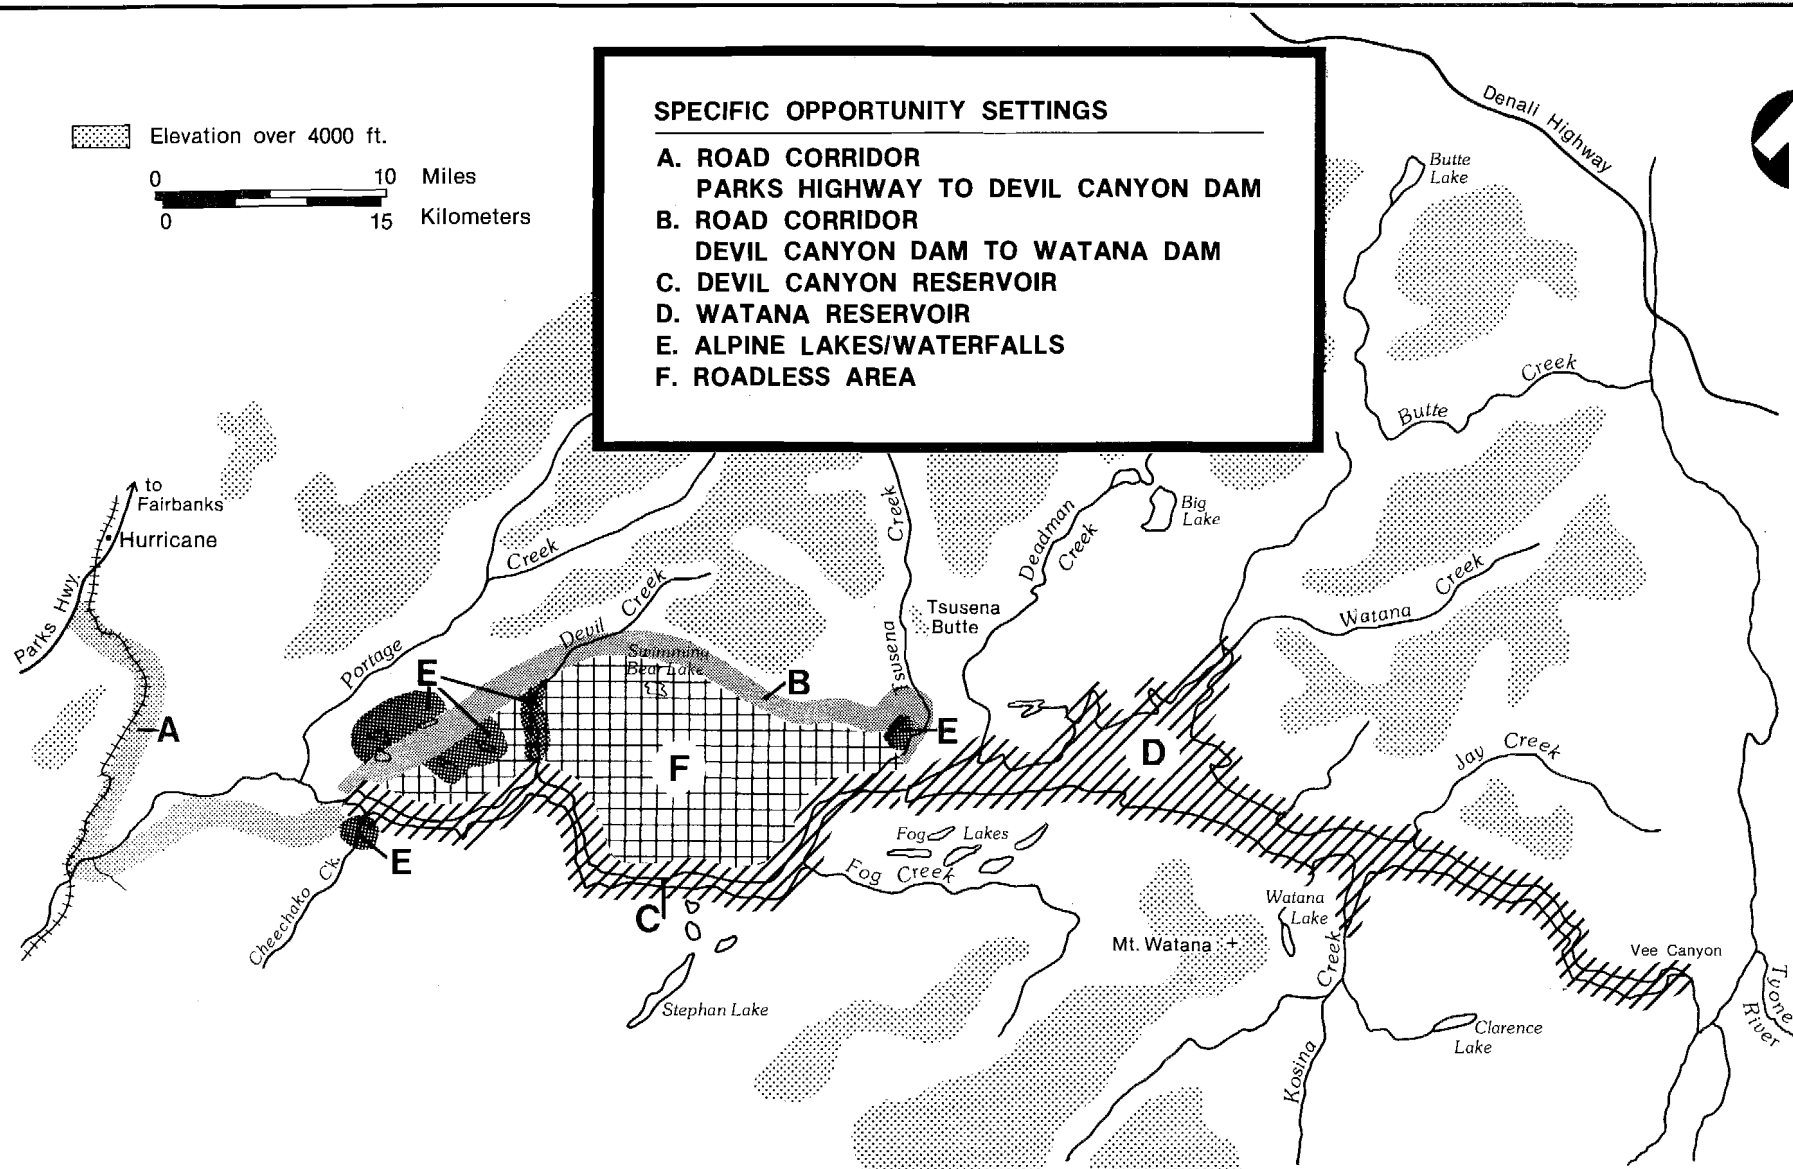 SPECIFIC OPPORTUNITY SETTINGS
A. ROAD CORRIDOR
PARKS HIGHWAY TO DEVIL CANYON DAM
B. ROAD CORRIDOR
DEVIL CANYON DAM TO WATANA DAM
C. DEVIL CANYON RESERVOIR
D. WATANA RESERVOIR
E. ALPINE LAKES/WATERFALLS
F. ROADLESS AREA
Elevation over 4000 ft.
0 10 Miles
0 15 Kilometers
Denali Highway
Butte
Lake
Butte Creek
to
Fairbanks
Hurricane
Parks Hwy
A
Portage Creek
Devil Creek
Swimming
Bear Lake
E
B
Tsusena Creek
Tsusena
Butte
Deadman
Creek
Big
Lake
Watana Creek
E
F
D
Jay Creek
Cheechako Ck.
E
C
Fog Lakes
Fog Creek
Stephan Lake
Mt. Watana +
Watana
Lake
Kosina Creek
Clarence
Lake
Vee Canyon
Tyone
River